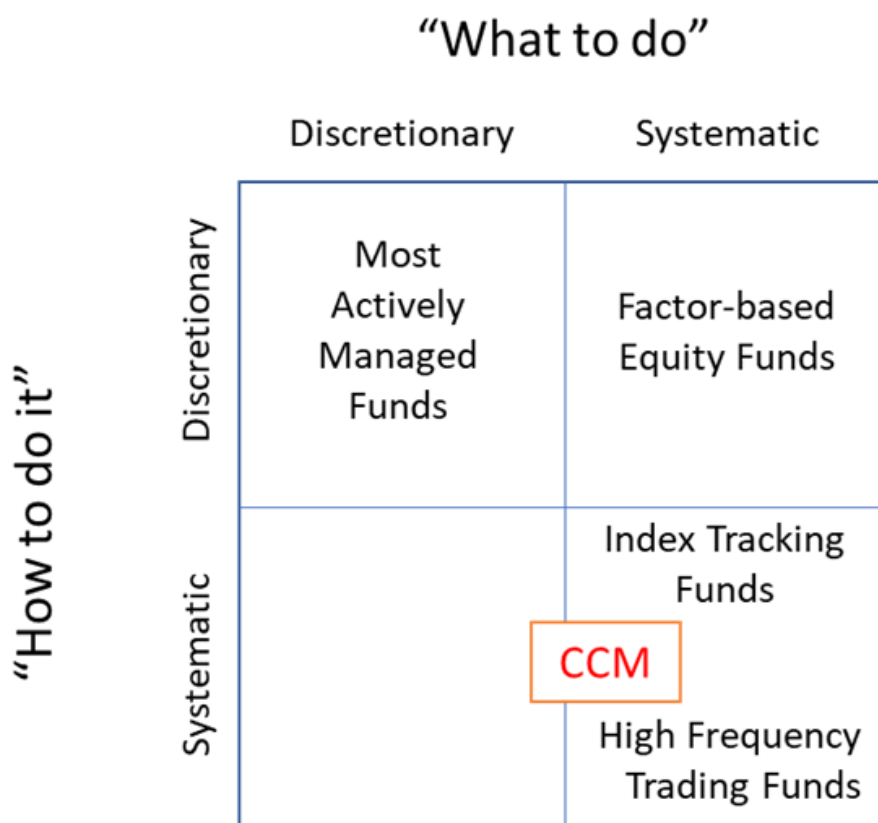 “What to do”
Discretionary
Systematic
“How to do it”
Discretionary
Most
Actively
Managed
Funds
Factor-based
Equity Funds
Systematic
Index Tracking
Funds
CCM
High Frequency
Trading Funds